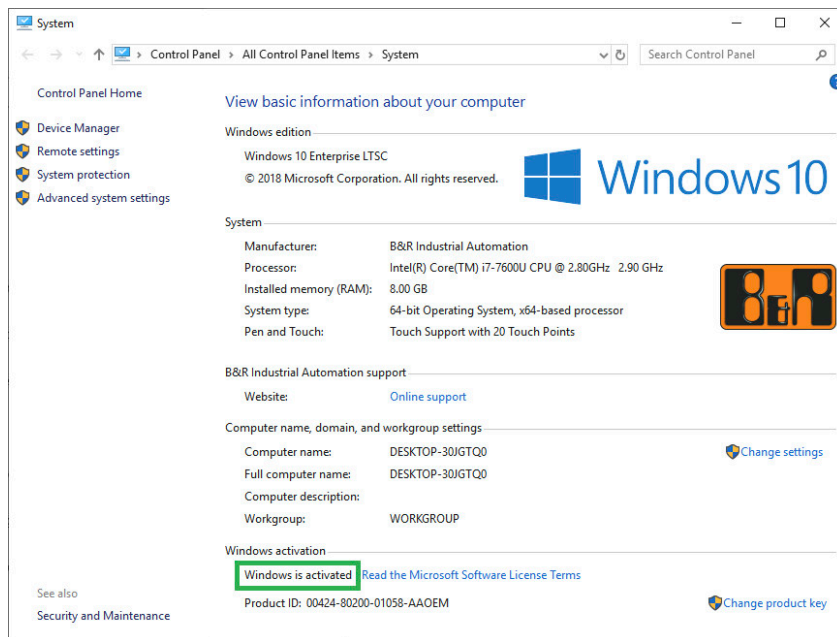 System
Control Panel > All Control Panel Items > System
Search Control Panel
Control Panel Home
Device Manager
Remote settings
System protection
Advanced system settings
See also
Security and Maintenance
View basic information about your computer
Windows edition
Windows 10 Enterprise LTSC
© 2018 Microsoft Corporation. All rights reserved.
Windows 10
System
Manufacturer: B&R Industrial Automation
Processor: Intel(R) Core(TM) i7-7600U CPU @ 2.80GHz 2.90 GHz
Installed memory (RAM): 8.00 GB
System type: 64-bit Operating System, x64-based processor
Pen and Touch: Touch Support with 20 Touch Points
B&R
B&R Industrial Automation support
Website: Online support
Computer name, domain, and workgroup settings
Computer name: DESKTOP-30JGTQ0
Change settings
Full computer name: DESKTOP-30JGTQ0
Computer description:
Workgroup: WORKGROUP
Windows activation
Windows is activated Read the Microsoft Software License Terms
Product ID: 00424-80200-01058-AAOEM
Change product key